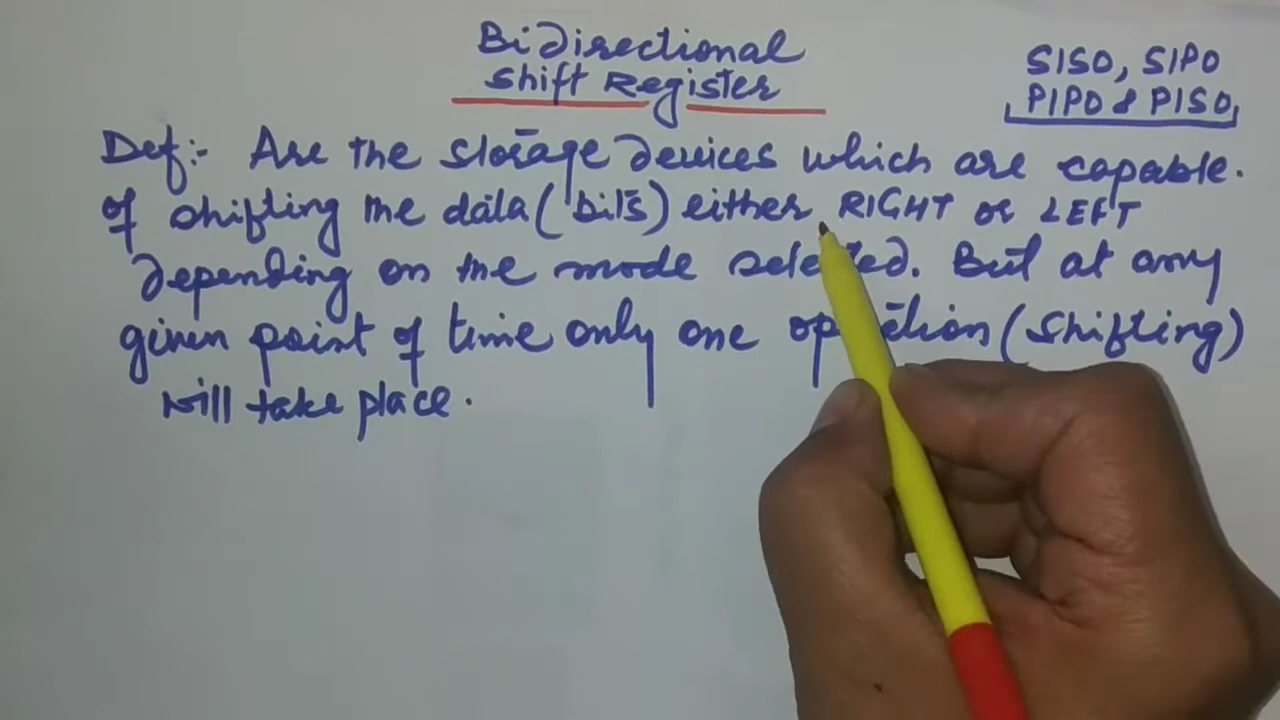 Bidirectional
Shift Register
SISO, SIPO
PIPO & PISO,
Def:- Are the storage devices which are capable.
of shifting the data (bits) either RIGHT or LEFT
Depending on the mode selected. But at any
given point of time only one operation (shifting)
will take place.